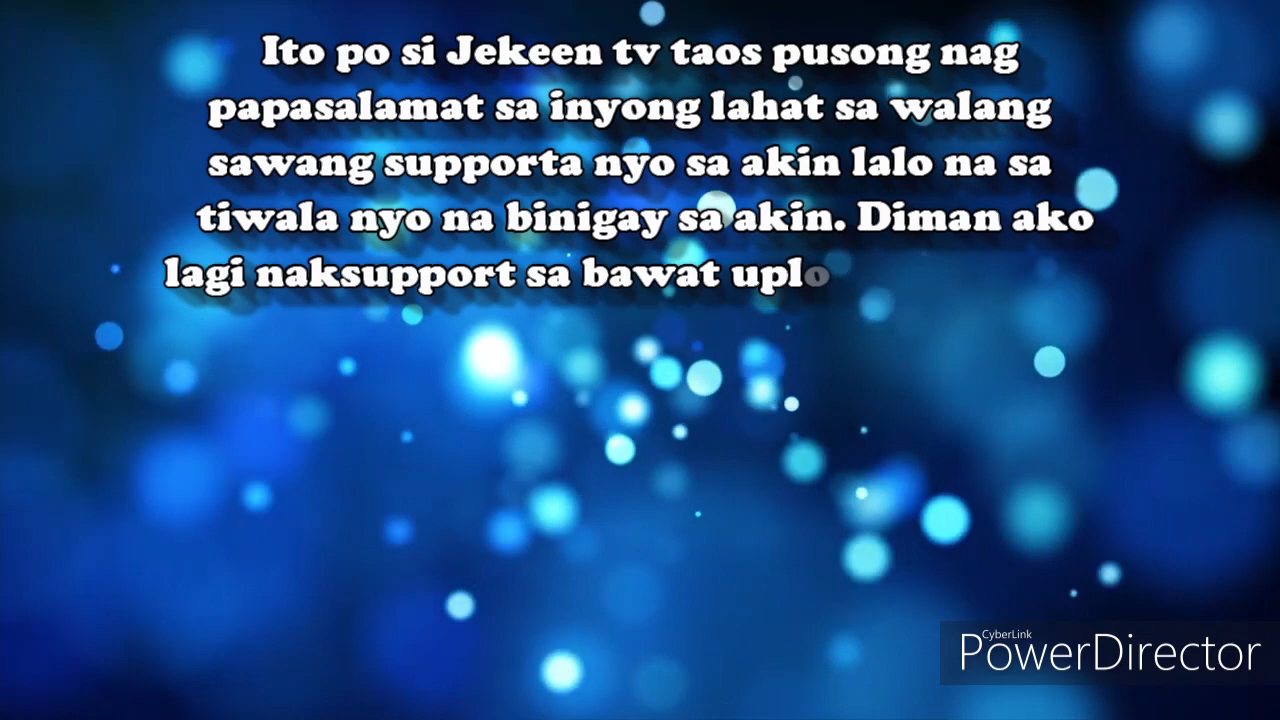 Ito po si Jekeen tv taos pusong nag
papasalamat sa inyong lahat sa walang
sawang supporta nyo sa akin lalo na sa
tiwala nyo na binigay sa akin. Diman ako
lagi naksupport sa bawat uplo
CyberLink
PowerDirector